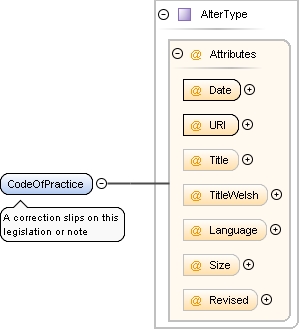 AlterType
@ Attributes
@ Date
@ URI
@ Title
@ TitleWelsh
@ Language
@ Size
@ Revised
CodeOfPractice
A correction slips on this
legislation or note